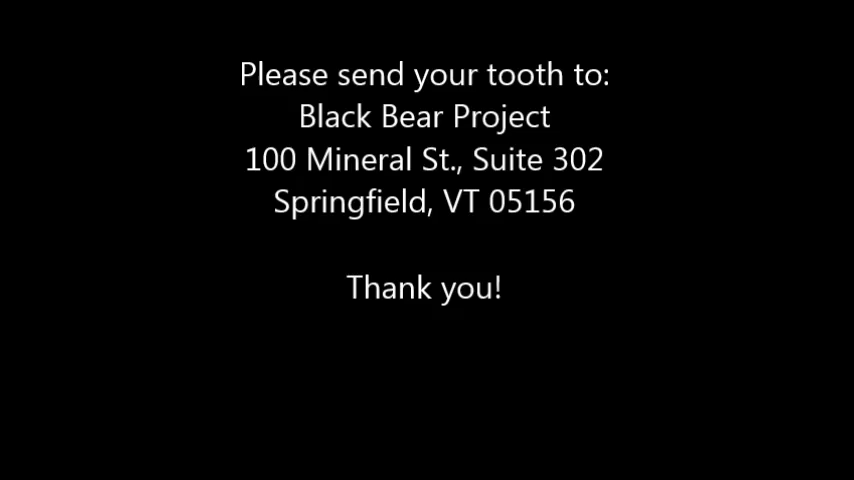 Please send your tooth to:
Black Bear Project
100 Mineral St., Suite 302
Springfield, VT 05156
Thank you!